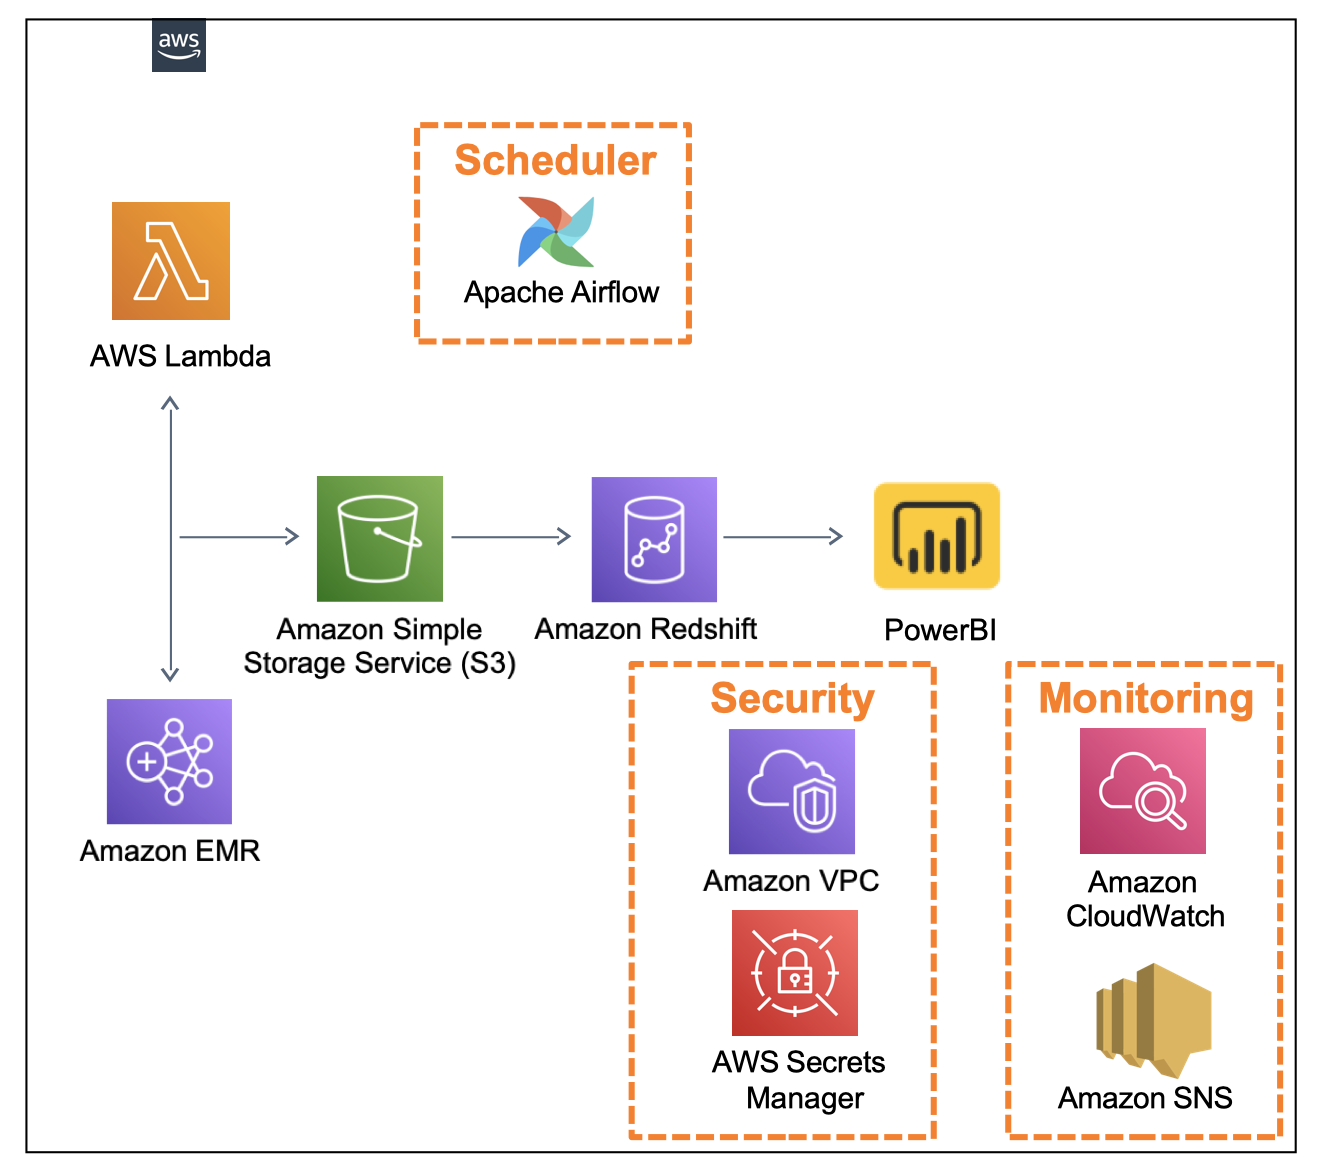 aws
Scheduler
Apache Airflow
AWS Lambda
Amazon Simple
Storage Service (S3)
Amazon Redshift
PowerBI
Amazon EMR
Security
Amazon VPC
AWS Secrets
Manager
Monitoring
Amazon
CloudWatch
Amazon SNS